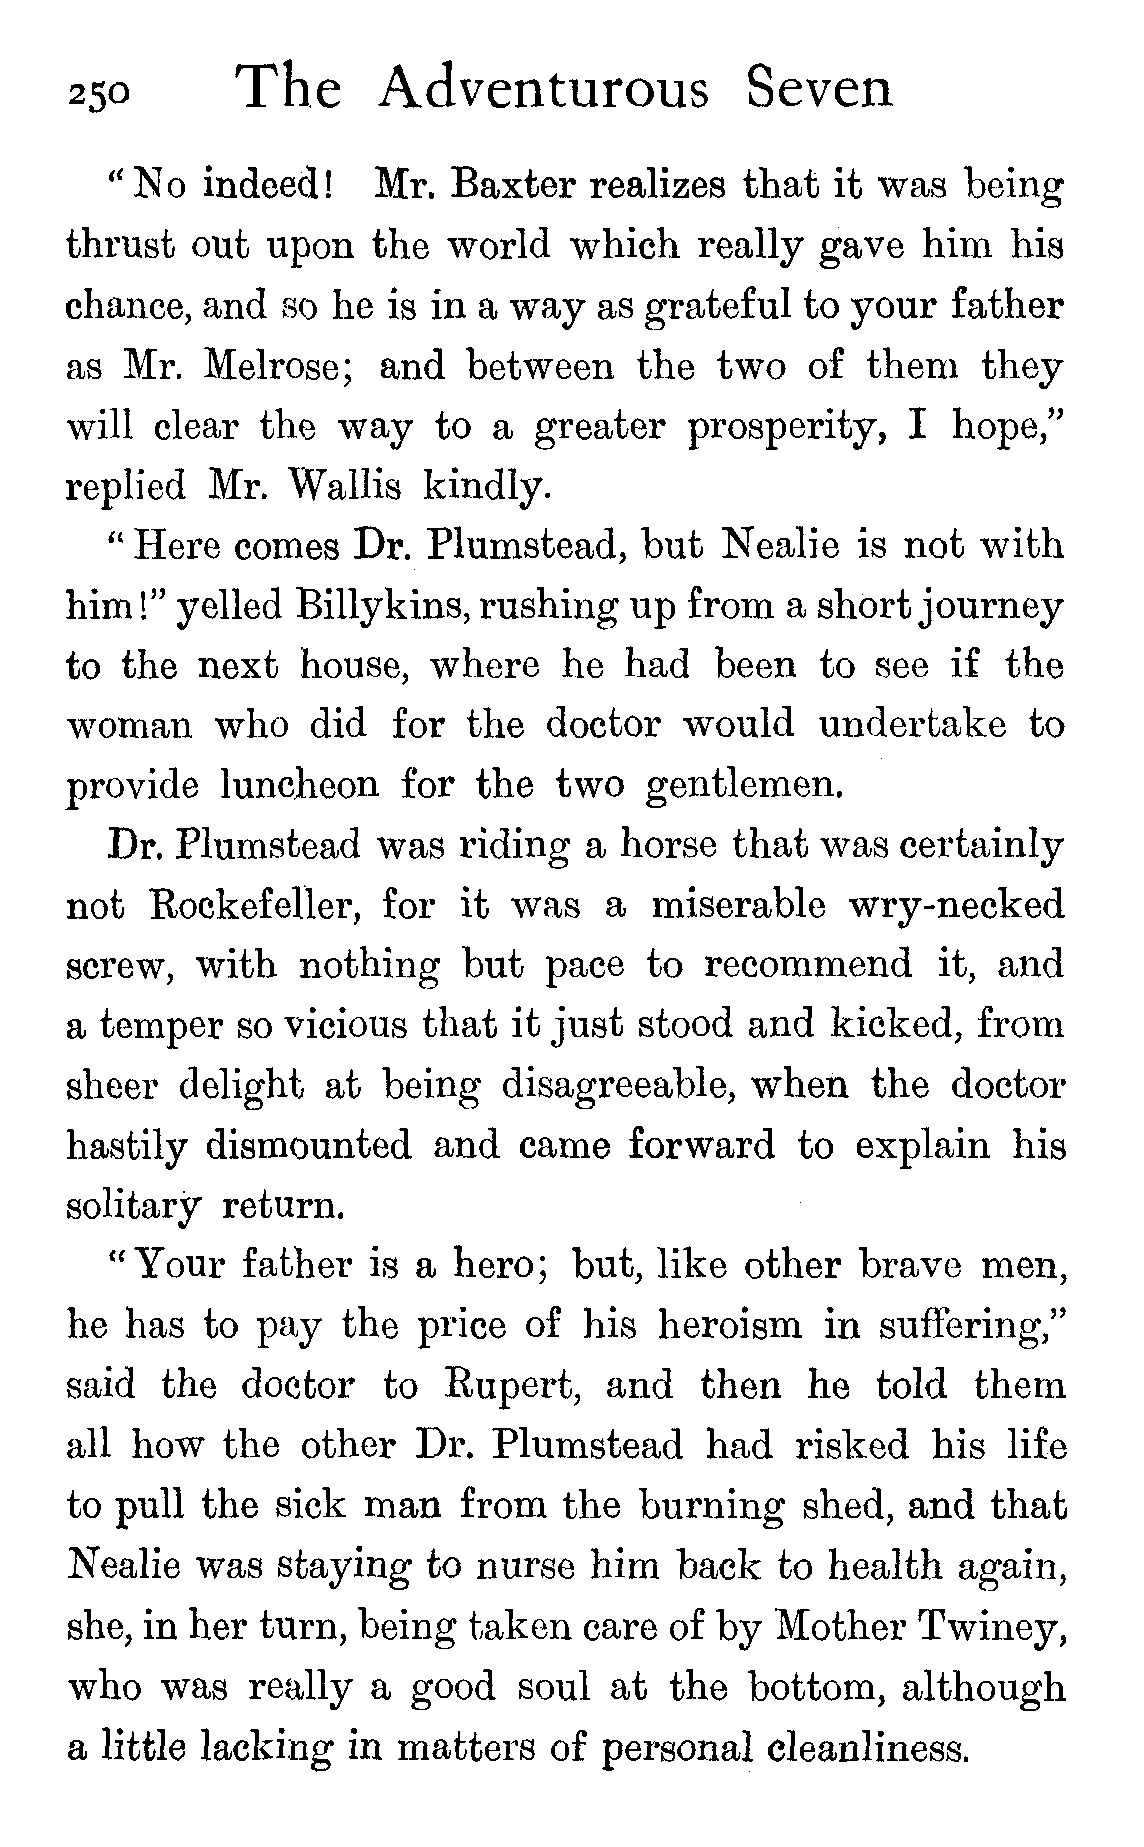 250 The Adventurous Seven
"No indeed! Mr. Baxter realizes that it was being
thrust out upon the world which really gave him his
chance, and so he is in a way as grateful to your father
as Mr. Melrose; and between the two of them they
will clear the way to a greater prosperity, I hope,"
replied Mr. Wallis kindly.
"Here comes Dr. Plumstead, but Nealie is not with
him!" yelled Billykins, rushing up from a short journey
to the next house, where he had been to see if the
woman who did for the doctor would undertake to
provide luncheon for the two gentlemen.
Dr. Plumstead was riding a horse that was certainly
not Rockefeller, for it was a miserable wry-necked
screw, with nothing but pace to recommend it, and
a temper so vicious that it just stood and kicked, from
sheer delight at being disagreeable, when the doctor
hastily dismounted and came forward to explain his
solitary return.
"Your father is a hero; but, like other brave men,
he has to pay the price of his heroism in suffering,"
said the doctor to Rupert, and then he told them
all how the other Dr. Plumstead had risked his life
to pull the sick man from the burning shed, and that
Nealie was staying to nurse him back to health again,
she, in her turn, being taken care of by Mother Twiney,
who was really a good soul at the bottom, although
a little lacking in matters of personal cleanliness.